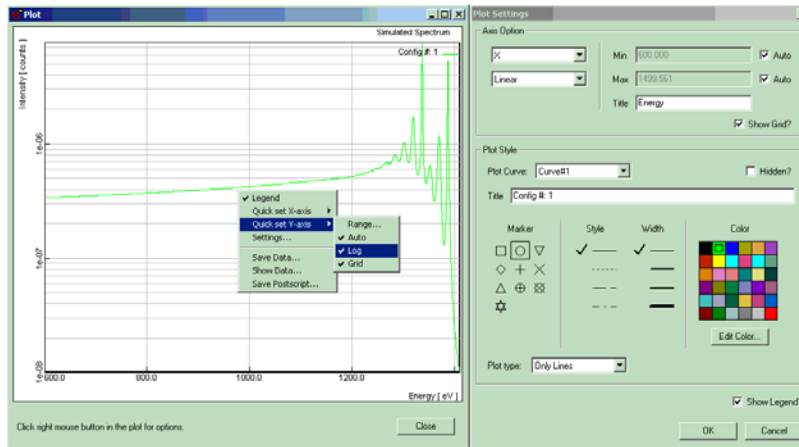 Plot
Simulated Spectrum
Config #: 1
Intensity [ counts ]
1e-06
1e-07
1e-08
600.0
800.0
1000.0
1200.0
Energy [ eV ]
Legend
Quick set X-axis
Quick set Y-axis
Settings...
Save Data...
Show Data...
Save Postscript...
Range...
Auto
Log
Grid
Click right mouse button in the plot for options.
Close
Plot Settings
Axis Option
X
Min 600.000 Auto
Linear
Max 1499.561 Auto
Title Energy
Show Grid?
Plot Style
Plot Curve: Curve#1 Hidden?
Title Config #: 1
Marker Style Width Color
Edit Color...
Plot type: Only Lines
Show Legend?
OK Cancel